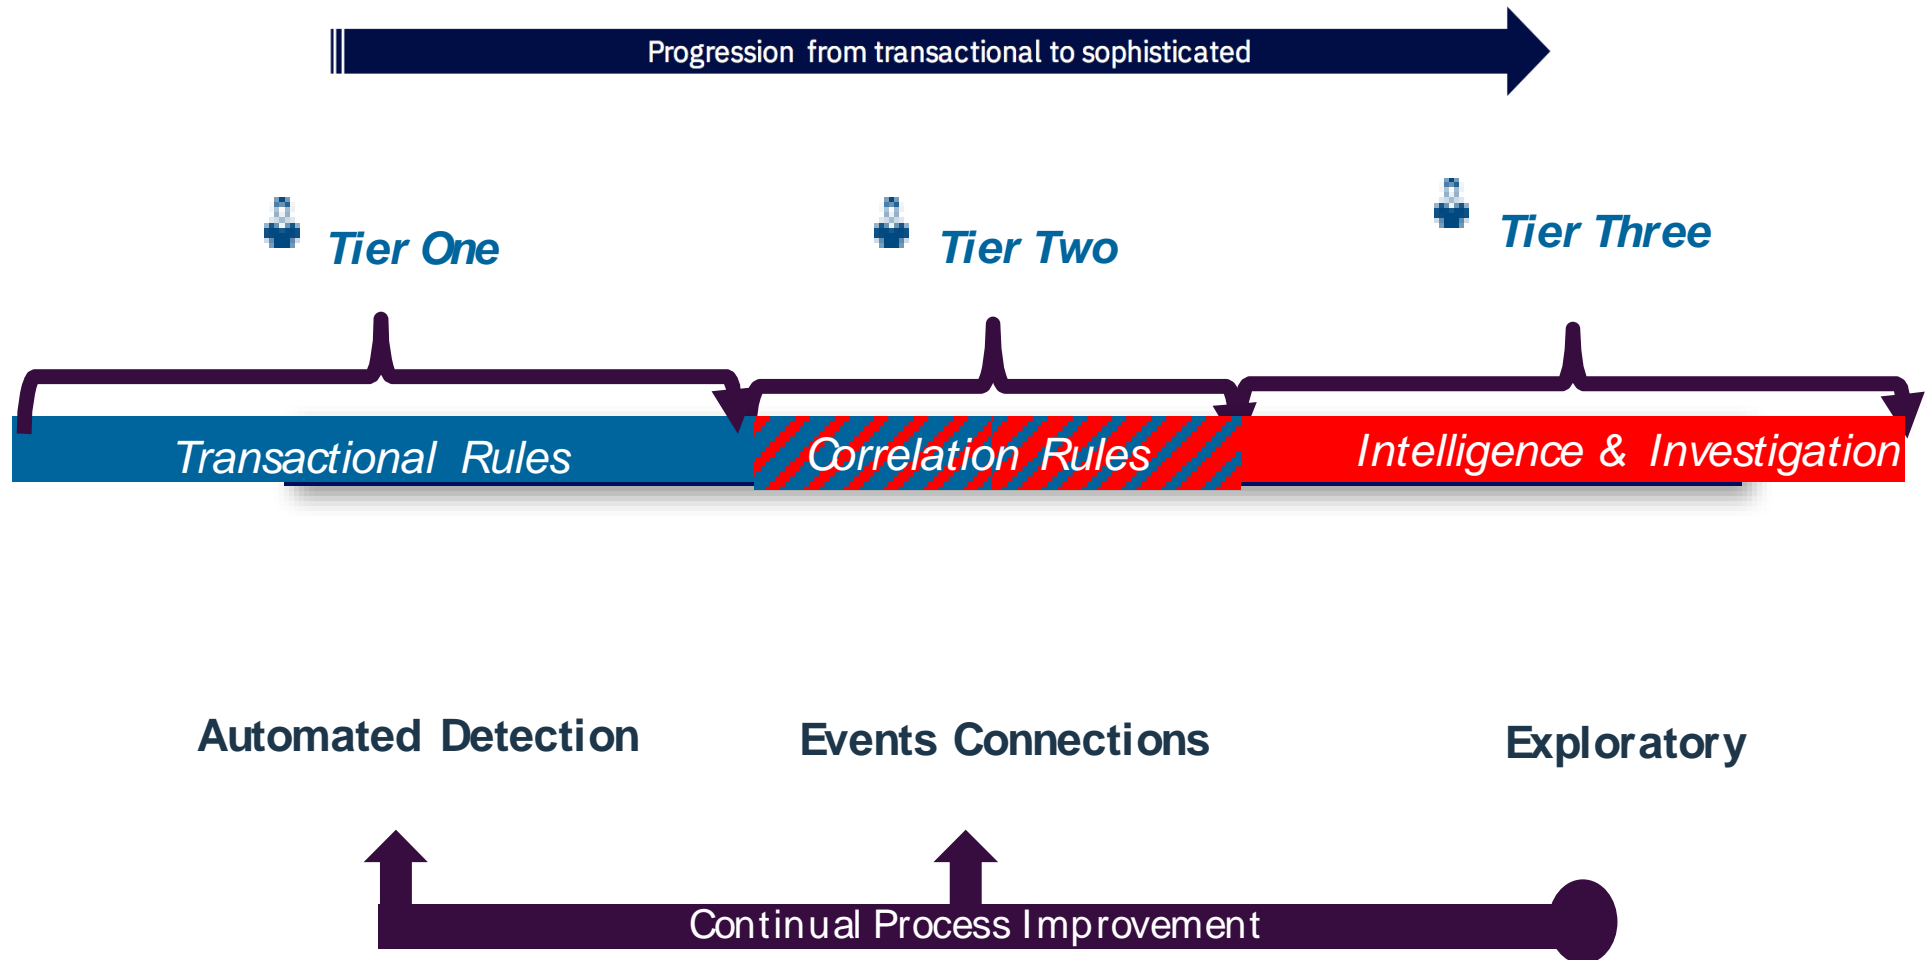 Progression from transactional to sophisticated
Tier One
Tier Two
Tier Three
Transactional Rules
Correlation Rules
Intelligence & Investigation
Automated Detection
Events Connections
Exploratory
Continual Process Improvement